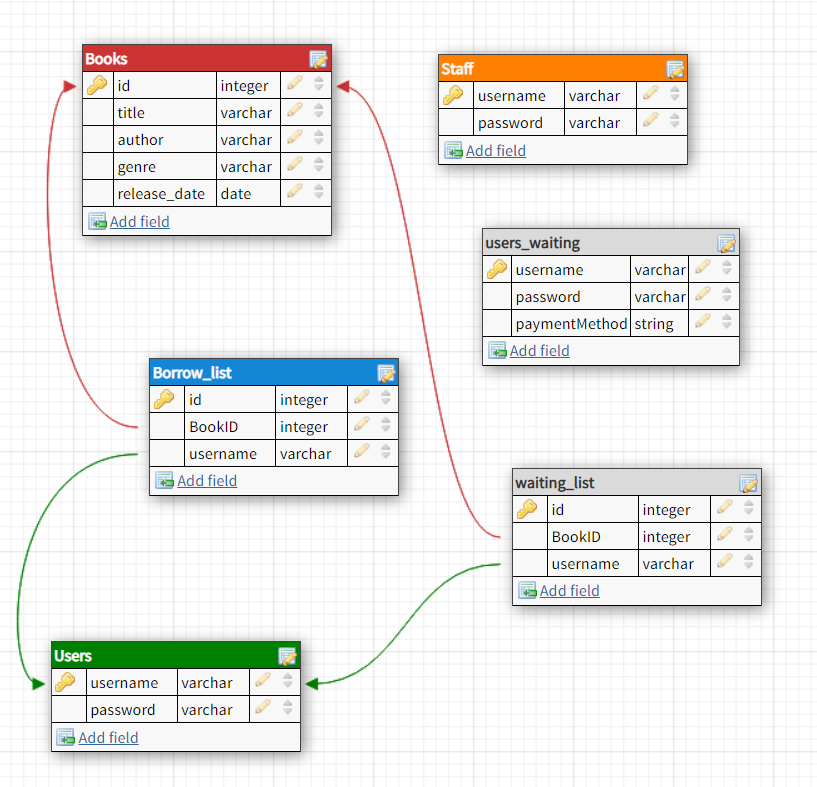 Books
id integer
title varchar
author varchar
genre varchar
release_date date
Add field
Staff
username varchar
password varchar
Add field
users_waiting
username varchar
password varchar
paymentMethod string
Add field
Borrow_list
id integer
BookID integer
username varchar
Add field
waiting_list
id integer
BookID integer
username varchar
Add field
Users
username varchar
password varchar
Add field